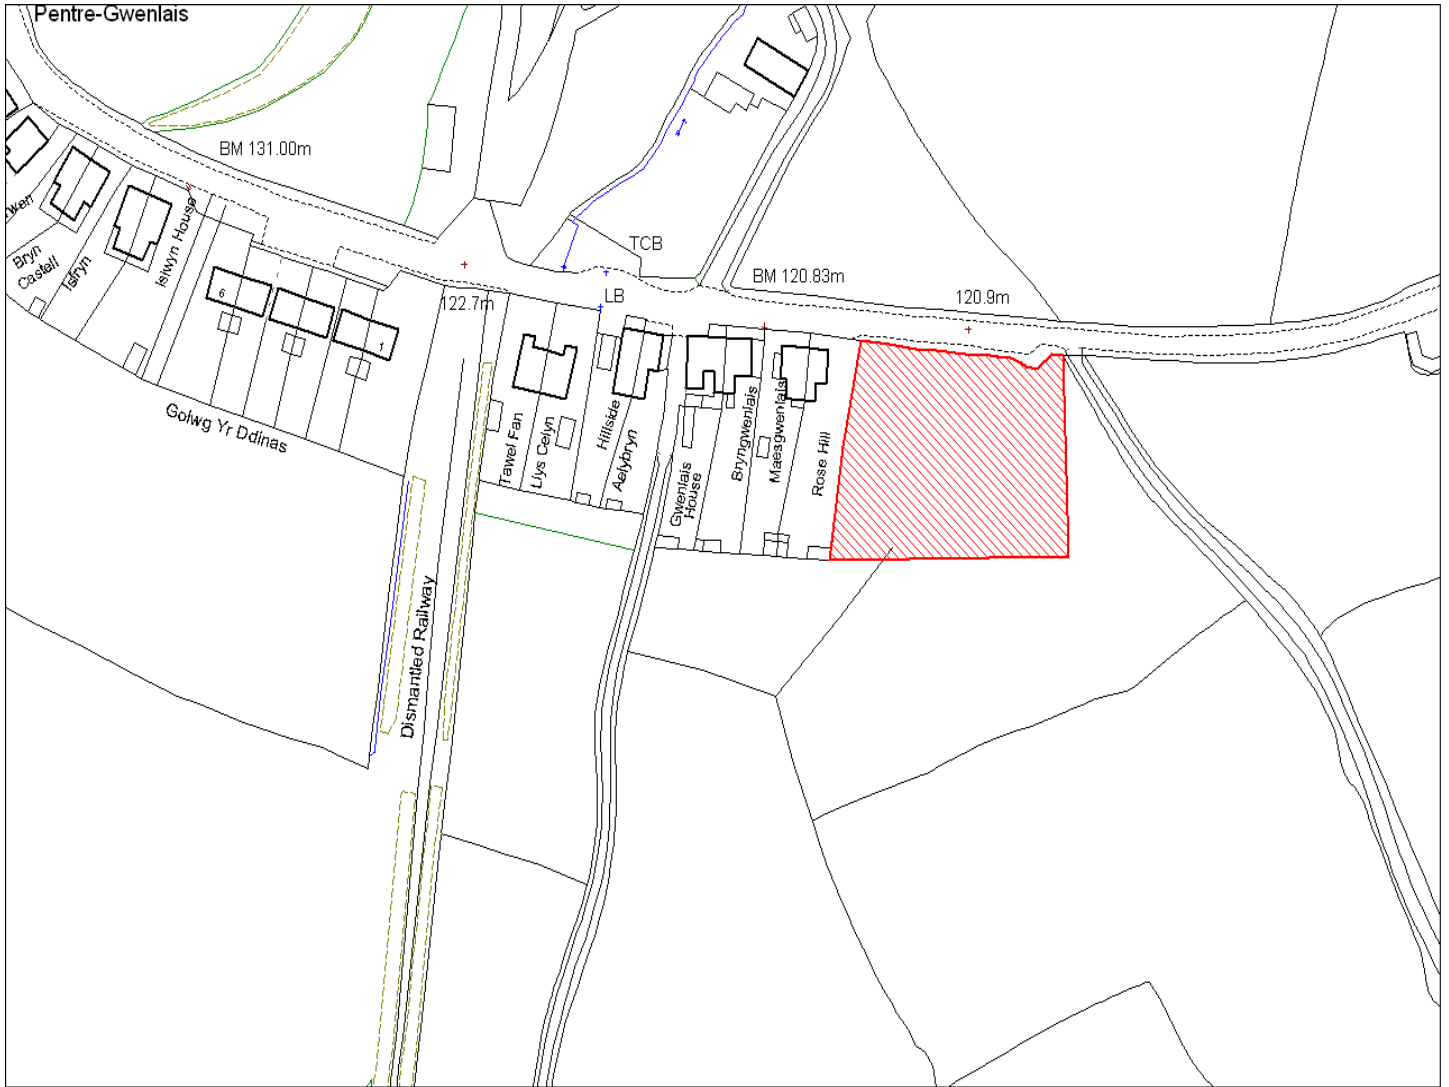 Pentre-Gwenlais
BM 131.00m
TCB
BM 120.83m
120.9m
LB
122.7m
Bryn
Castell
Isfryn
Islwyn House
6
1
Golwg Yr Ddinas
Tawel Fan
Llys Celyn
Hillside
Aelybryn
Gwenlais
House
Bryngwenlais
Maesgwenlais
Rose Hill
Dismantled Railway